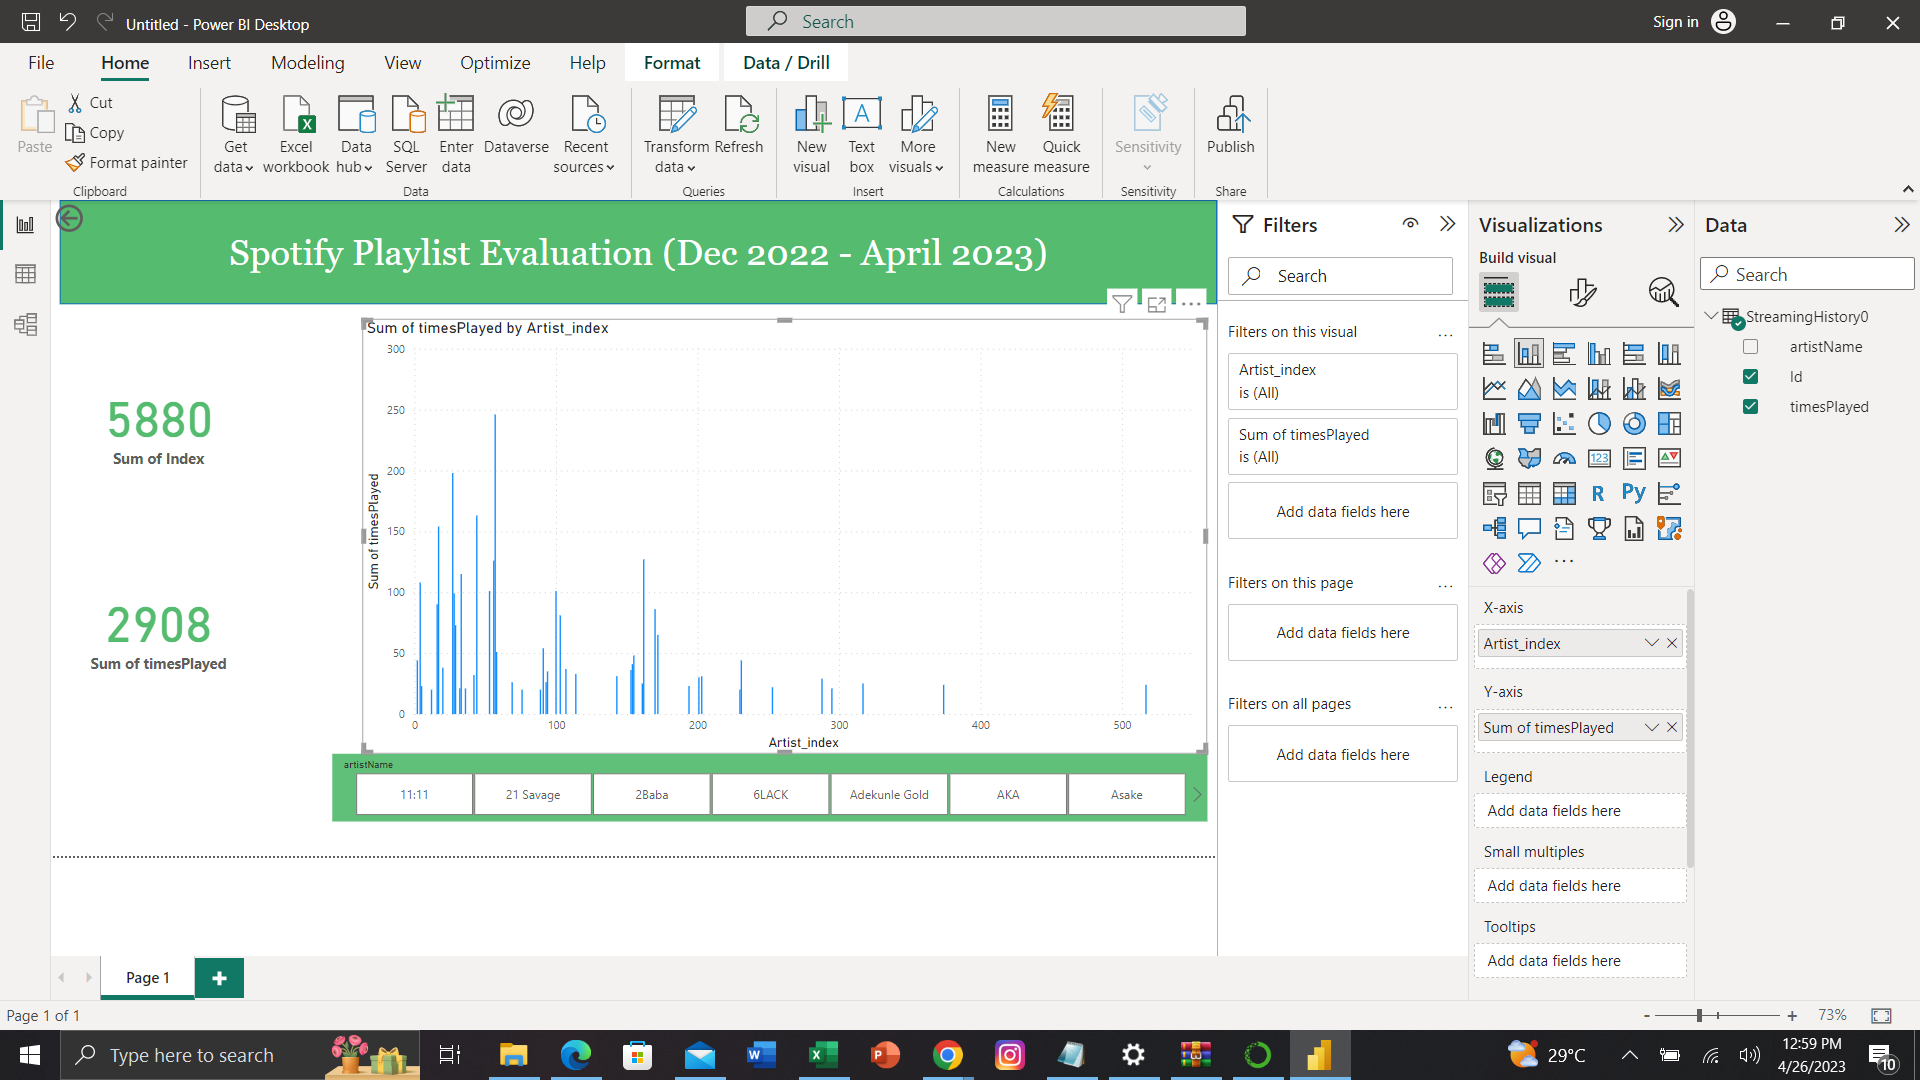 Untitled - Power BI Desktop
Search
Sign in
File
Home
Insert
Modeling
View
Optimize
Help
Format
Data / Drill
Paste
Cut
Copy
Format painter
Clipboard
Get data
Excel workbook
Data hub
SQL Server
Enter data
Dataverse
Recent sources
Data
Transform data
Refresh
Queries
New visual
Text box
More visuals
Insert
New measure
Quick measure
Calculations
Sensitivity
Sensitivity
Publish
Share
Spotify Playlist Evaluation (Dec 2022 - April 2023)
5880
Sum of Index
2908
Sum of timesPlayed
Sum of timesPlayed by Artist_index
Sum of timesPlayed
300
250
200
150
100
50
0
0 100 200 300 400 500
Artist_index
artistName
11:11
21 Savage
2Baba
6LACK
Adekunle Gold
AKA
Asake
Filters
Search
Filters on this visual
Artist_index
is (All)
Sum of timesPlayed
is (All)
Add data fields here
Filters on this page
Add data fields here
Filters on all pages
Add data fields here
Visualizations
Build visual
123
R
Py
X-axis
Artist_index
Y-axis
Sum of timesPlayed
Legend
Add data fields here
Small multiples
Add data fields here
Tooltips
Add data fields here
Data
Search
StreamingHistory0
artistName
Id
timesPlayed
Page 1
Page 1 of 1
- + 73%
Type here to search
29°C
12:59 PM
4/26/2023
10